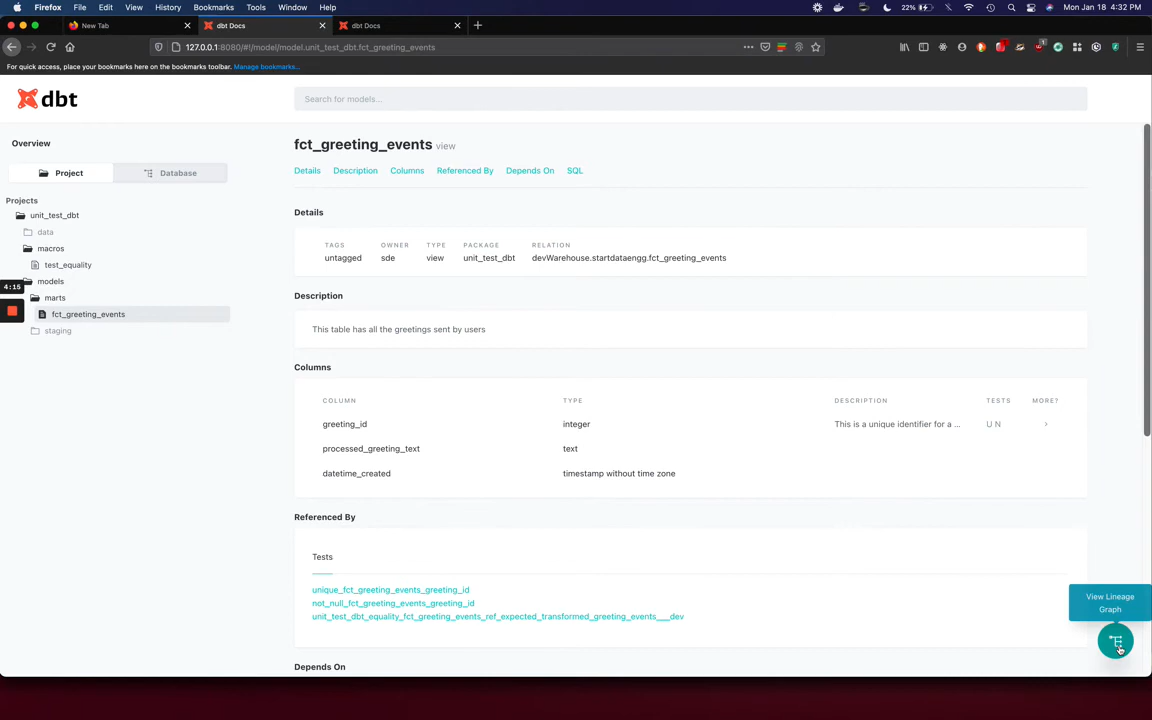 Firefox File Edit View History Bookmarks Tools Window Help 22% Mon Jan 18 4:32 PM
New Tab dbt Docs dbt Docs
127.0.0.1:8080/#!/model/model.unit_test_dbt.fct_greeting_events
For quick access, place your bookmarks here on the bookmarks toolbar. Manage bookmarks...
dbt
Search for models...
Overview
Project Database
Projects
unit_test_dbt
data
macros
test_equality
models
marts
fct_greeting_events
staging
4:15
fct_greeting_events view
Details Description Columns Referenced By Depends On SQL
Details
TAGS OWNER TYPE PACKAGE RELATION
untagged sde view unit_test_dbt devWarehouse.startdataengg.fct_greeting_events
Description
This table has all the greetings sent by users
Columns
COLUMN TYPE DESCRIPTION TESTS MORE?
greeting_id integer This is a unique identifier for a ... U N
processed_greeting_text text
datetime_created timestamp without time zone
Referenced By
Tests
unique_fct_greeting_events_greeting_id
not_null_fct_greeting_events_greeting_id
unit_test_dbt_equality_fct_greeting_events_ref_expected_transformed_greeting_events___dev
View Lineage
Graph
Depends On